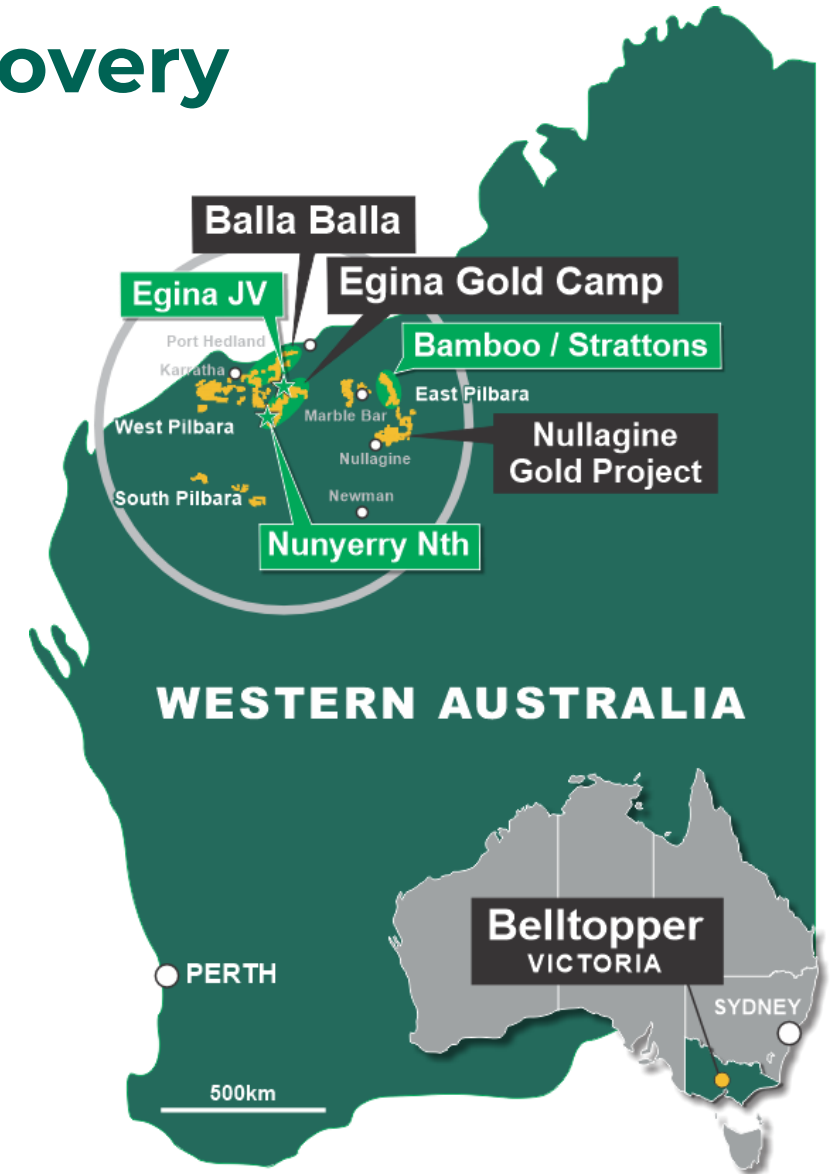 overy
Balla Balla
Egina JV
Egina Gold Camp
Port Hedland
Bamboo / Strattons
Karratha
East Pilbara
Marble Bar
West Pilbara
Nullagine
Gold Project
Nullagine
South Pilbara
Newman
Nunyerry Nth
WESTERN AUSTRALIA
Belltopper
VICTORIA
PERTH
SYDNEY
500km